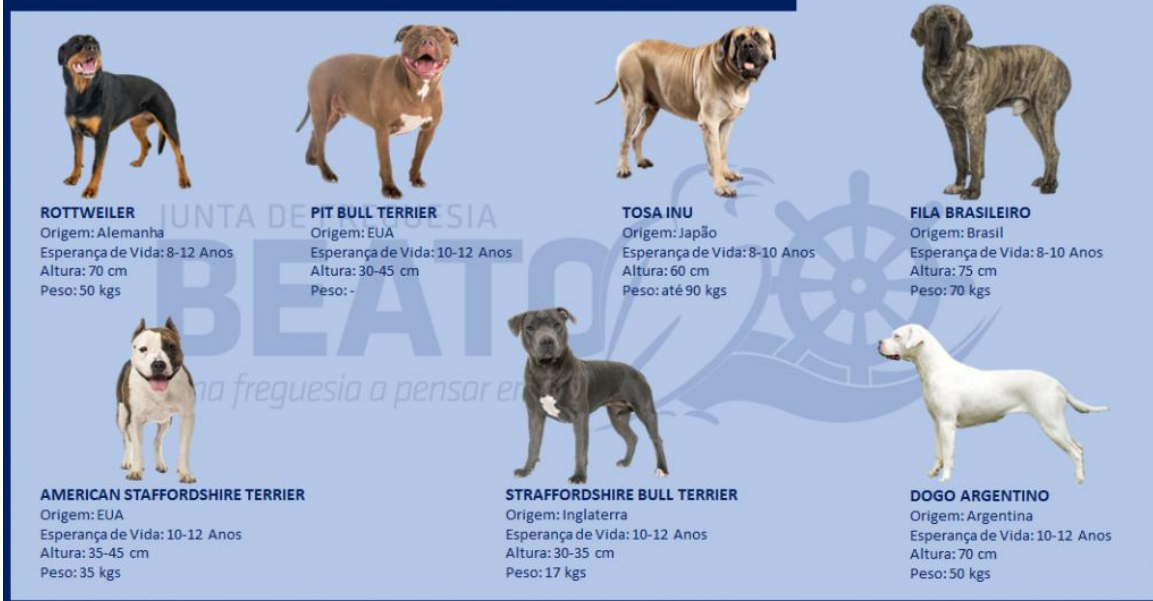 ROTTWEILER
Origem: Alemanha
Esperança de Vida: 8-12 Anos
Altura: 70 cm
Peso: 50 kgs
PIT BULL TERRIER
Origem: EUA
Esperança de Vida: 10-12 Anos
Altura: 30-45 cm
Peso: -
TOSA INU
Origem: Japão
Esperança de Vida: 8-10 Anos
Altura: 60 cm
Peso: até 90 kgs
FILA BRASILEIRO
Origem: Brasil
Esperança de Vida: 8-10 Anos
Altura: 75 cm
Peso: 70 kgs
JUNTA DE FREGUESIA
BEATO
freguesia a pensar
AMERICAN STAFFORDSHIRE TERRIER
Origem: EUA
Esperança de Vida: 10-12 Anos
Altura: 35-45 cm
Peso: 35 kgs
STRAFFORDSHIRE BULL TERRIER
Origem: Inglaterra
Esperança de Vida: 10-12 Anos
Altura: 30-35 cm
Peso: 17 kgs
DOGO ARGENTINO
Origem: Argentina
Esperança de Vida: 10-12 Anos
Altura: 70 cm
Peso: 50 kgs